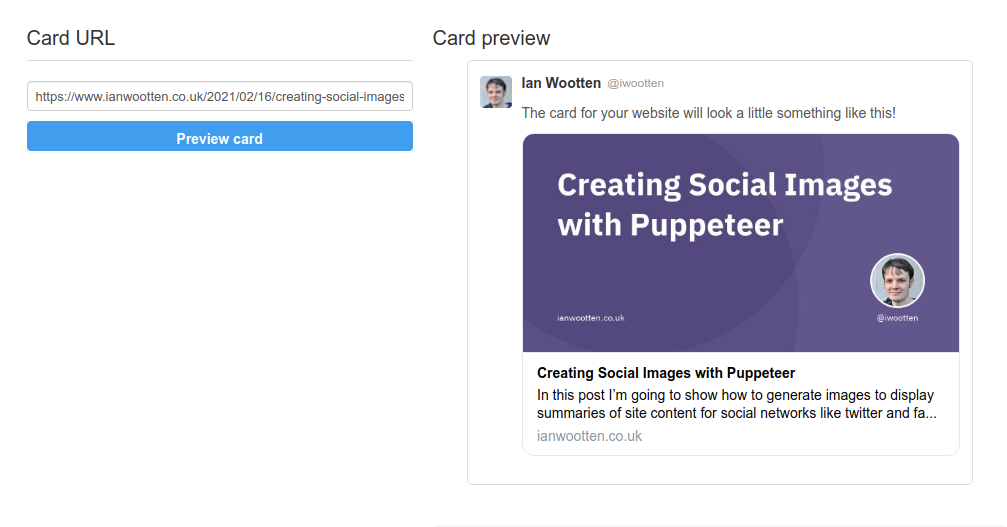 Card URL
https://www.ianwootten.co.uk/2021/02/16/creating-social-images
Preview card
Card preview
Ian Wootten @iwootten
The card for your website will look a little something like this!
Creating Social Images
with Puppeteer
ianwootten.co.uk
@iwootten
Creating Social Images with Puppeteer
In this post I’m going to show how to generate images to display
summaries of site content for social networks like twitter and fa...
ianwootten.co.uk